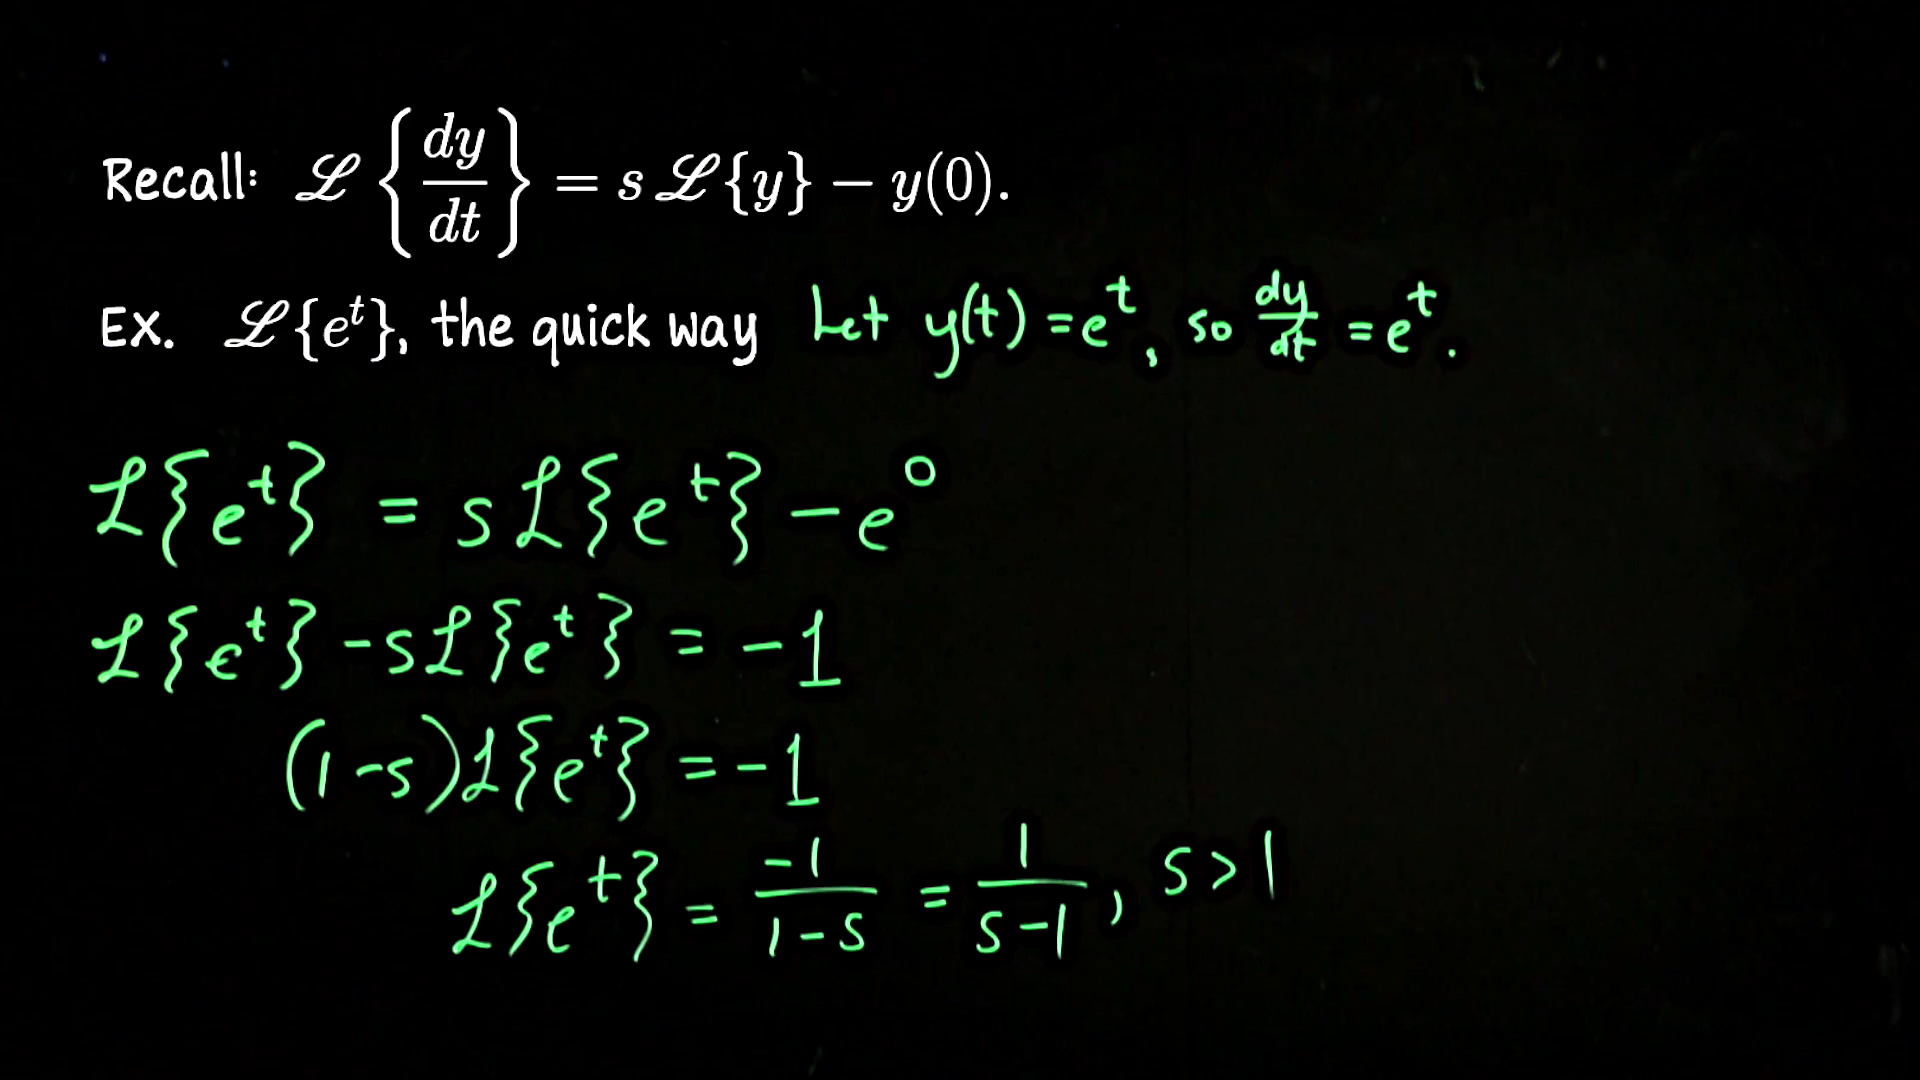 Recall: ℒ{dy/dt} = s ℒ{y} − y(0).
Ex. ℒ{e^t}, the quick way Let y(t) = e^t, so dy/dt = e^t.
ℒ{e^t} = sℒ{e^t} − e^0
ℒ{e^t} − sℒ{e^t} = −1
(1−s)ℒ{e^t} = −1
ℒ{e^t} = −1/(1−s) = 1/(s−1), s>1